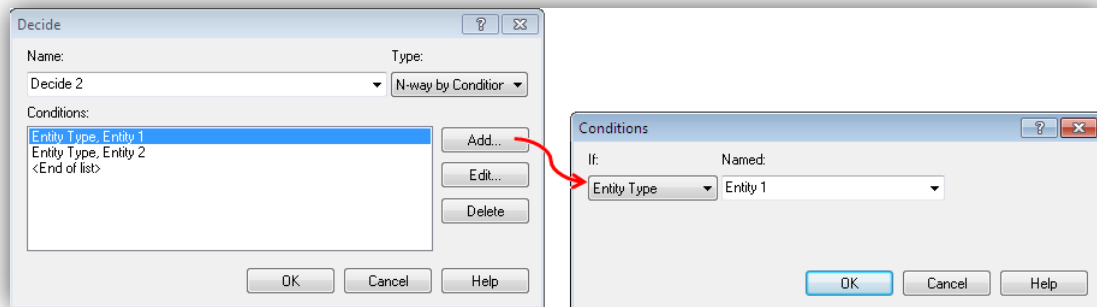 Decide
Name:
Type:
Decide 2
N-way by Condition
Conditions:
Entity Type, Entity 1
Entity Type, Entity 2
<End of list>
Add...
Edit...
Delete
OK
Cancel
Help
Conditions
If:
Named:
Entity Type
Entity 1
OK
Cancel
Help